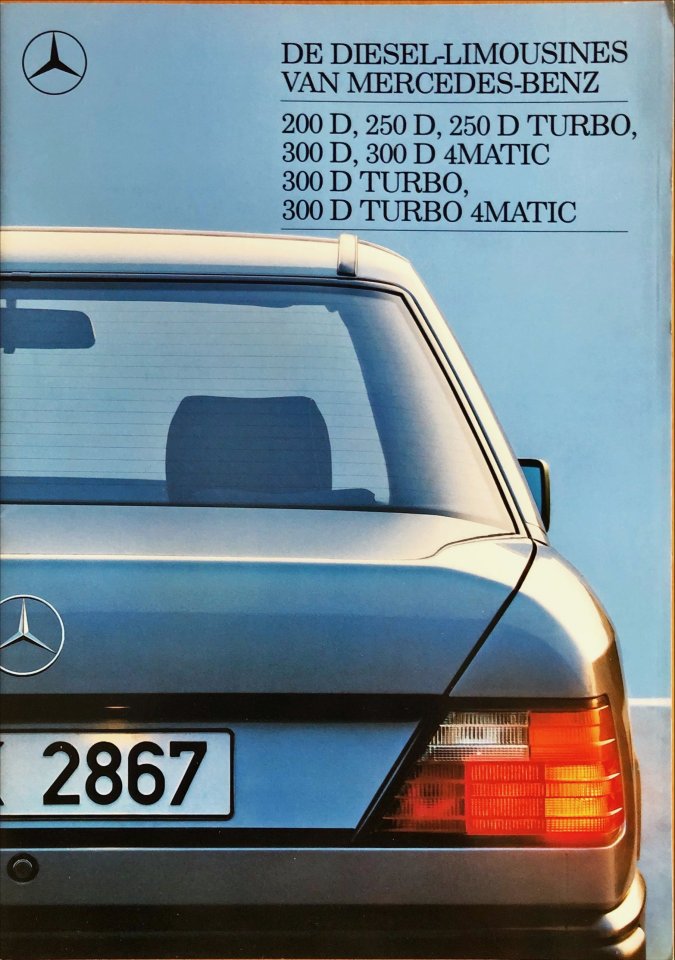 DE DIESEL-LIMOUSINES
VAN MERCEDES-BENZ
200 D, 250 D, 250 D TURBO,
300 D, 300 D 4MATIC
300 D TURBO,
300 D TURBO 4MATIC
2867